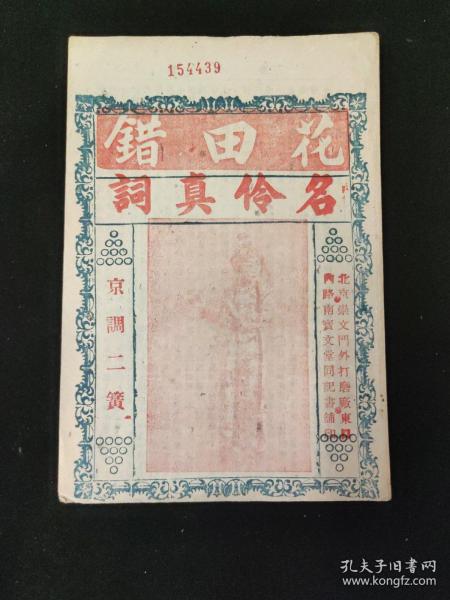 154439
花田錯
名伶真詞
北京崇文門外打磨廠東口
內路南寶文堂同記書舖印
京調二簧
孔夫子旧书网
www.kongfz.com